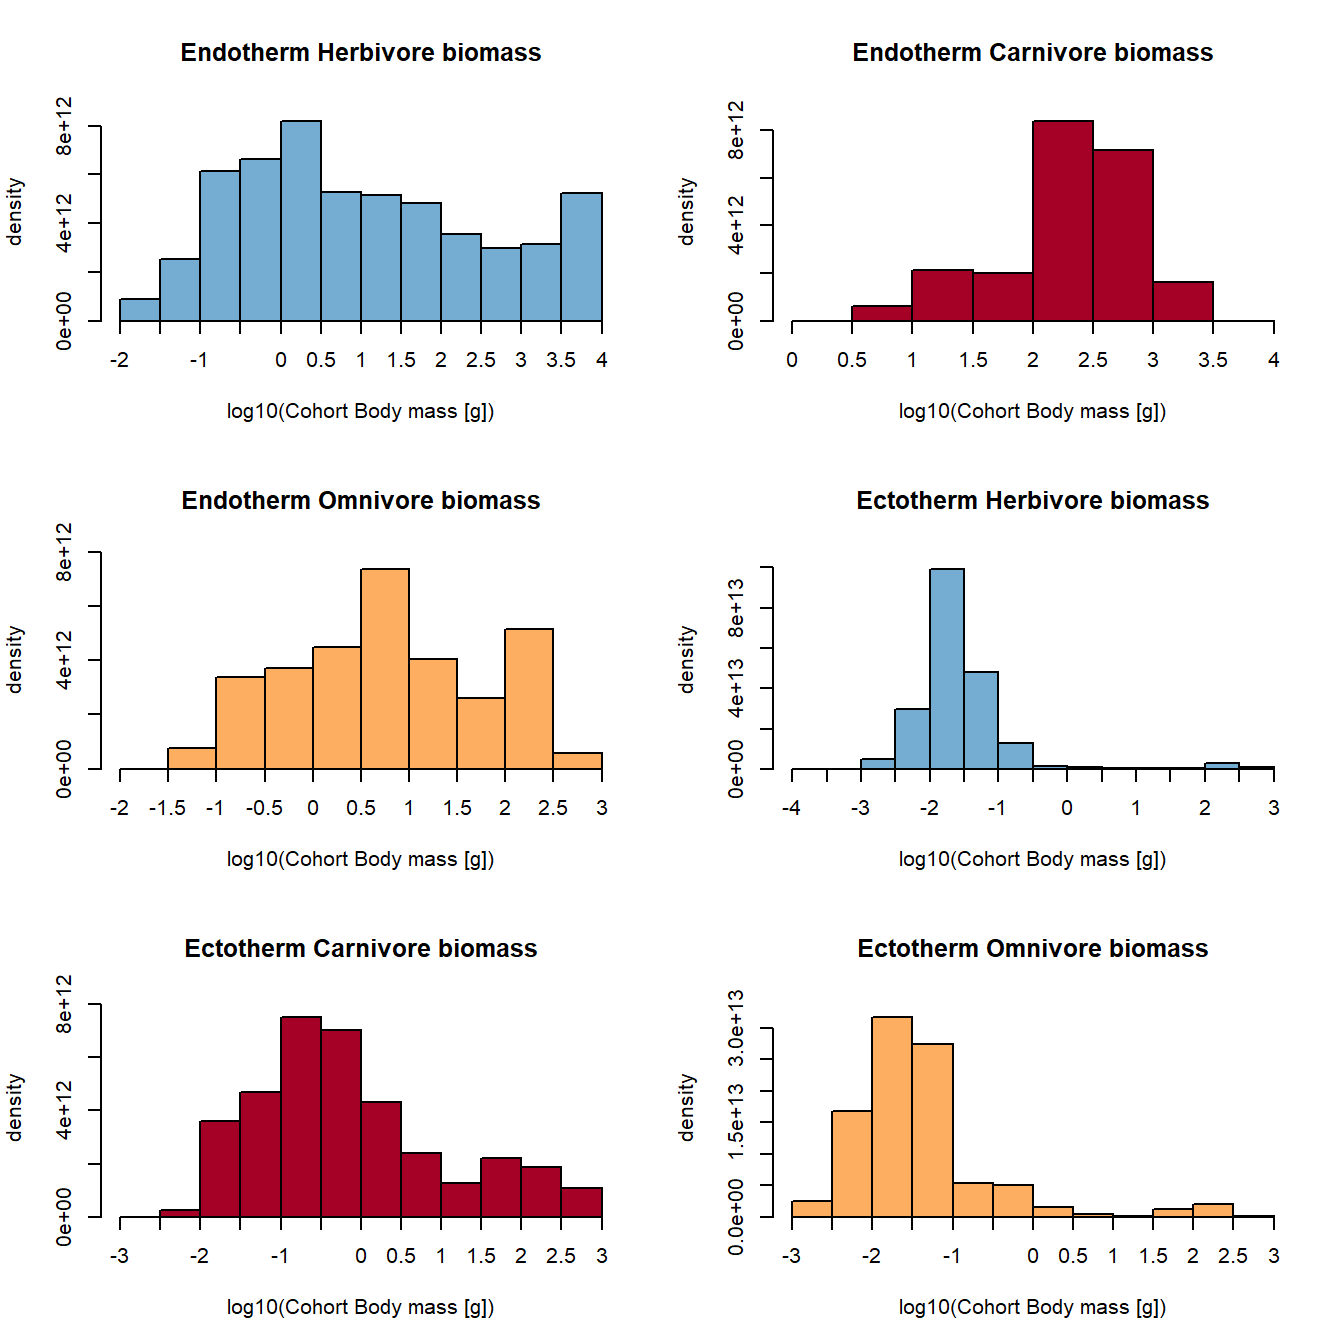 Endotherm Herbivore biomass
density
8e+12
4e+12
0e+00
-2 -1 0 0.5 1 1.5 2 2.5 3 3.5 4
log10(Cohort Body mass [g])
Endotherm Carnivore biomass
density
8e+12
4e+12
0e+00
0 0.5 1 1.5 2 2.5 3 3.5 4
log10(Cohort Body mass [g])
Endotherm Omnivore biomass
density
8e+12
4e+12
0e+00
-2 -1.5 -1 -0.5 0 0.5 1 1.5 2 2.5 3
log10(Cohort Body mass [g])
Ectotherm Herbivore biomass
density
8e+13
4e+13
0e+00
-4 -3 -2 -1 0 1 2 3
log10(Cohort Body mass [g])
Ectotherm Carnivore biomass
density
8e+12
4e+12
0e+00
-3 -2 -1 0 0.5 1 1.5 2 2.5 3
log10(Cohort Body mass [g])
Ectotherm Omnivore biomass
density
3.0e+13
1.5e+13
0.0e+00
-3 -2 -1 0 0.5 1 1.5 2 2.5 3
log10(Cohort Body mass [g])